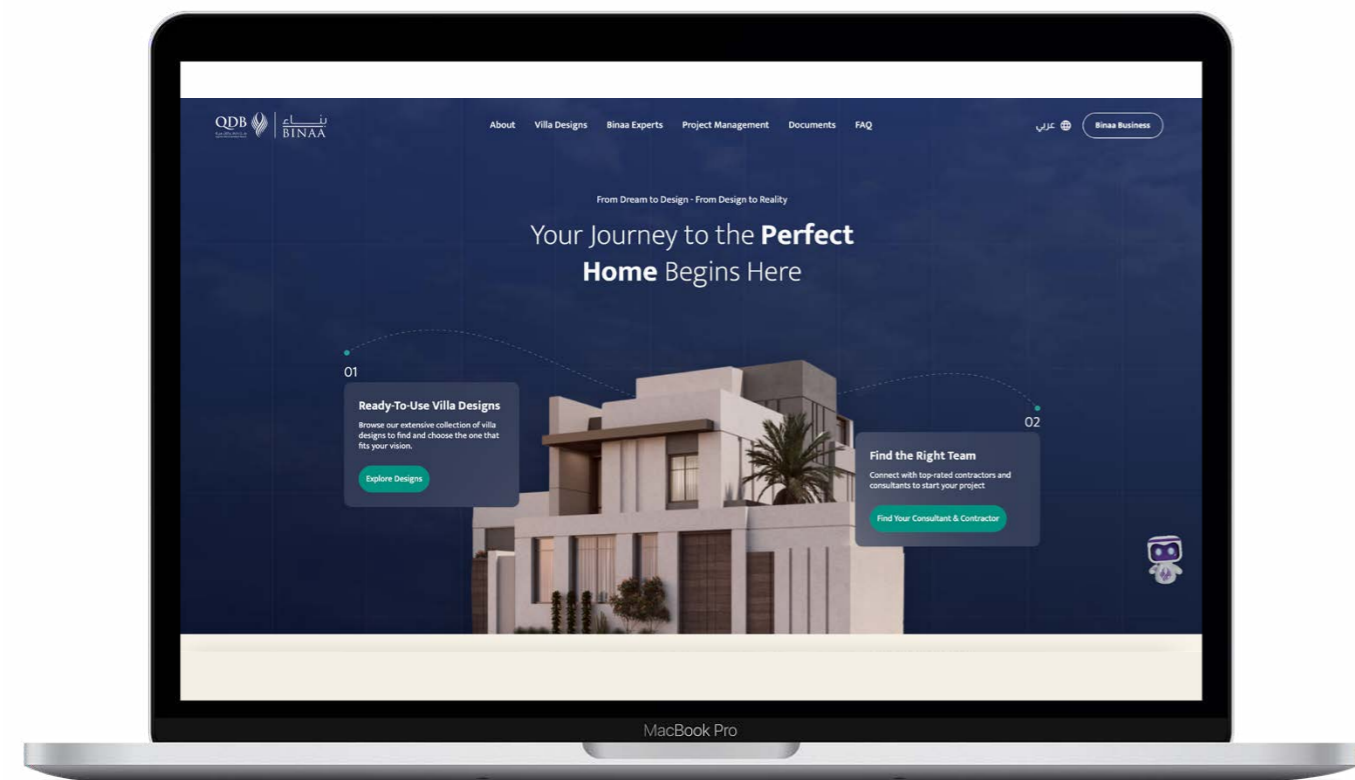 QDB
بناء
BINAA
About
Villa Designs
Binaa Experts
Project Management
Documents
FAQ
عربي
Binaa Business
From Dream to Design - From Design to Reality
Your Journey to the Perfect
Home Begins Here
01
Ready-To-Use Villa Designs
Browse our extensive collection of villa
designs to find and choose the one that
fits your vision.
Explore Designs
02
Find the Right Team
Connect with top-rated contractors and
consultants to start your project
Find Your Consultant & Contractor
MacBook Pro